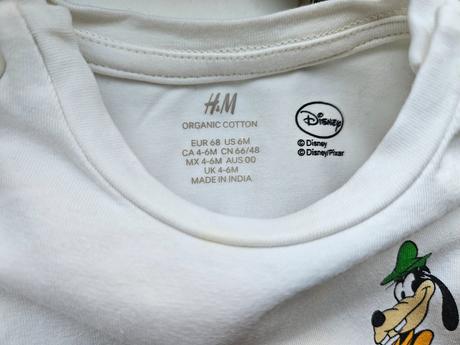 H&M
ORGANIC COTTON
EUR 68 US 6M
CA 4-6M CN 66/48
MX 4-6M AUS 00
UK 4-6M
MADE IN INDIA
Disney
© Disney
© Disney/Pixar